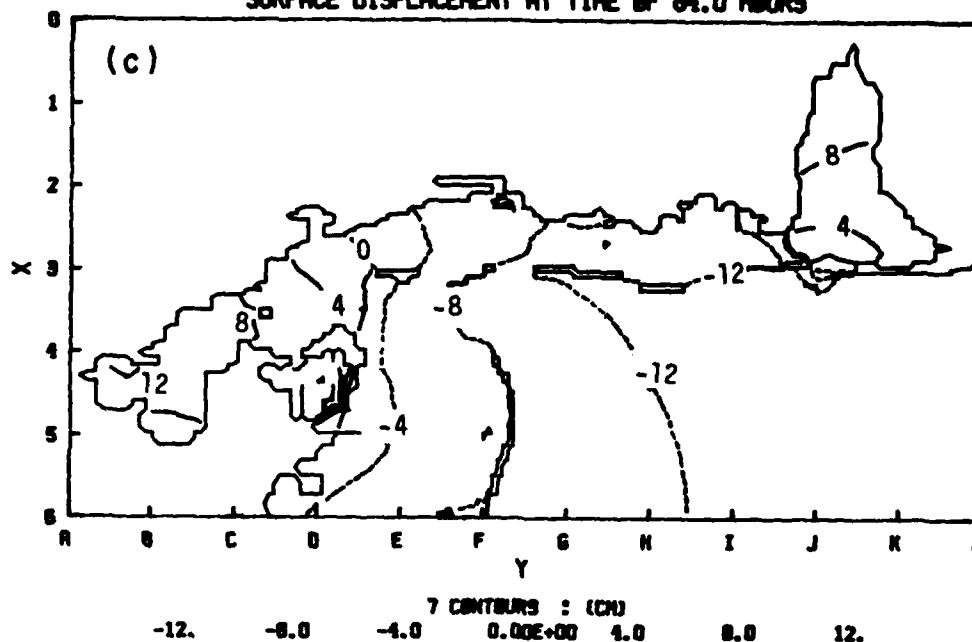 SURFACE DISPLACEMENT AT TIME OF 64.0 HOURS
(c)
0
1
2
3
4
5
6
X
8
4
0
-12
8
4
-8
12
-12
-4
A B C D E F G H I J K
Y
7 CONTOURS : (CM)
-12. -8.0 -4.0 0.00E+00 4.0 8.0 12.